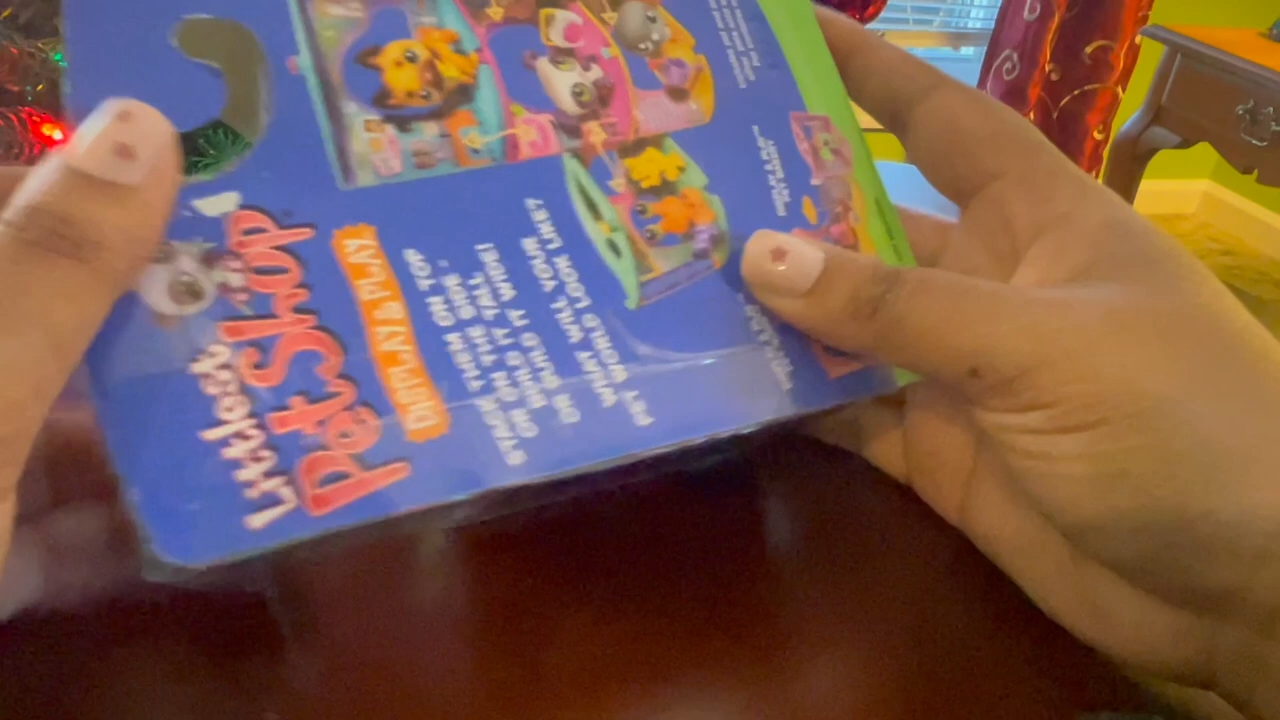 Littlest
Pet Shop
DISPLAY & PLAY
STACK THEM ON TOP
OR ON THE SIDE -
BUILD IT TALL
OR BUILD IT WIDE!
WHAT WILL YOUR
PET WORLD LOOK LIKE?